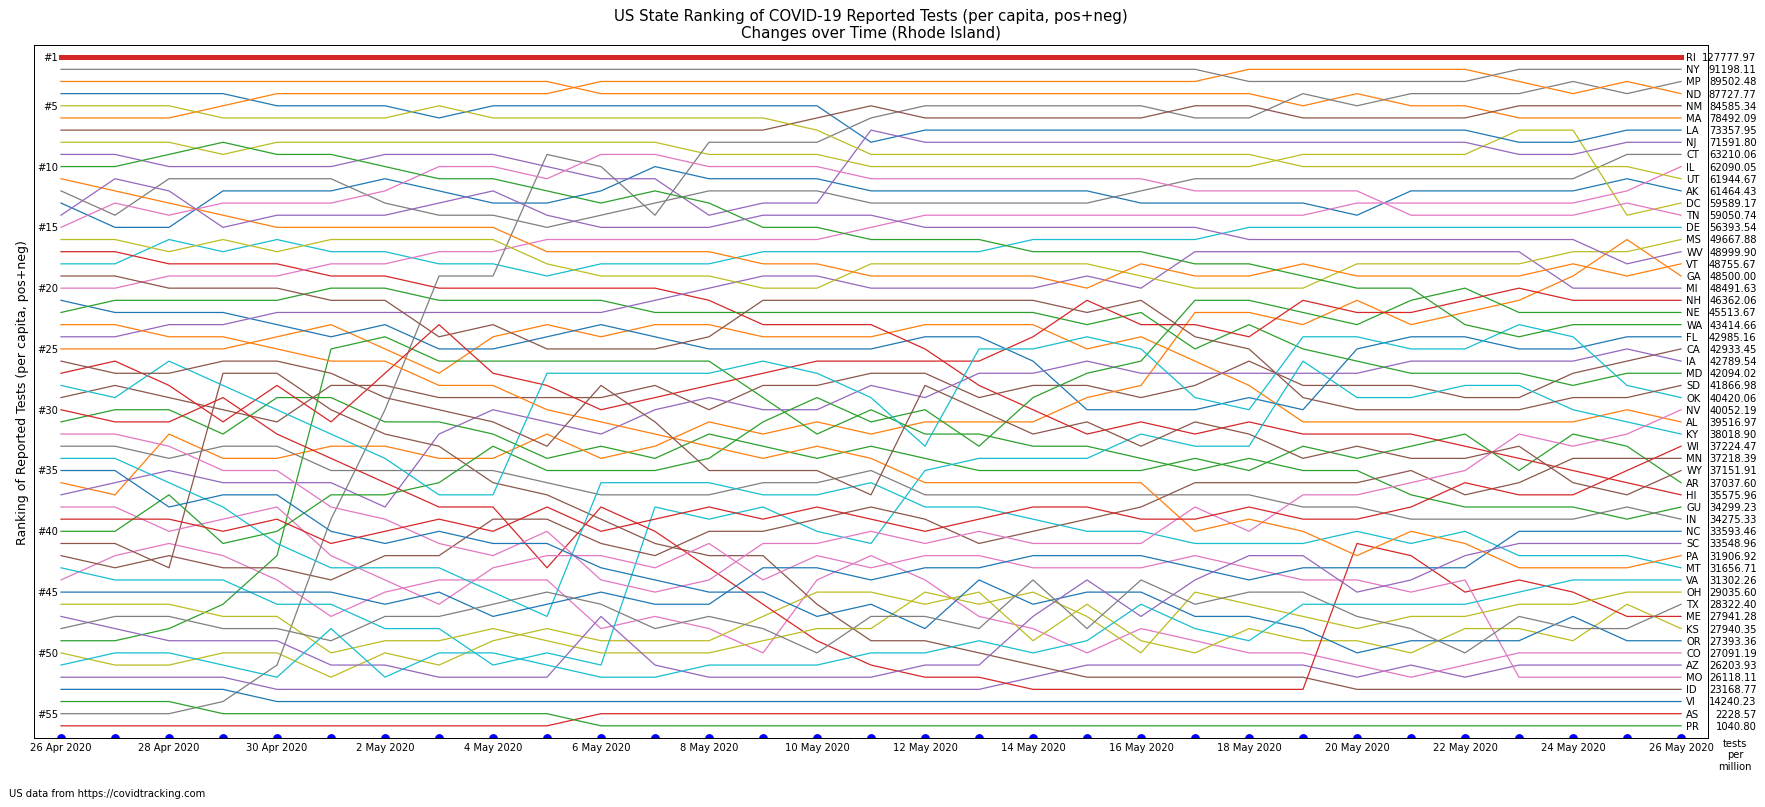 US State Ranking of COVID-19 Reported Tests (per capita, pos+neg)
Changes over Time (Rhode Island)
Ranking of Reported Tests (per capita, pos+neg)
#1
#5
#10
#15
#20
#25
#30
#35
#40
#45
#50
#55
RI 127777.97
NY 91198.11
MP 89502.48
ND 87727.77
NM 84585.34
MA 78492.09
LA 73357.95
NJ 71591.80
CT 63210.06
IL 62090.05
UT 61944.67
AK 61464.43
DC 59589.17
TN 59050.74
DE 56393.54
MS 49667.88
WV 48999.90
VT 48755.67
GA 48500.00
MI 48491.63
NH 46362.06
NE 45513.67
WA 43414.66
FL 42985.16
CA 42933.45
IA 42789.54
MD 42094.02
SD 41866.98
OK 40420.06
NV 40052.19
AL 39516.97
KY 38018.90
WI 37224.47
MN 37218.39
WY 37151.91
AR 37037.60
HI 35575.96
GU 34299.23
IN 34275.33
NC 33593.46
SC 33548.96
PA 31906.92
MT 31656.71
VA 31302.26
OH 29035.60
TX 28322.40
ME 27941.28
KS 27940.35
OR 27393.36
CO 27091.19
AZ 26203.93
MO 26118.11
ID 23168.77
VI 14240.23
AS 2228.57
PR 1040.80
26 Apr 2020
28 Apr 2020
30 Apr 2020
2 May 2020
4 May 2020
6 May 2020
8 May 2020
10 May 2020
12 May 2020
14 May 2020
16 May 2020
18 May 2020
20 May 2020
22 May 2020
24 May 2020
26 May 2020
tests
per
million
US data from https://covidtracking.com